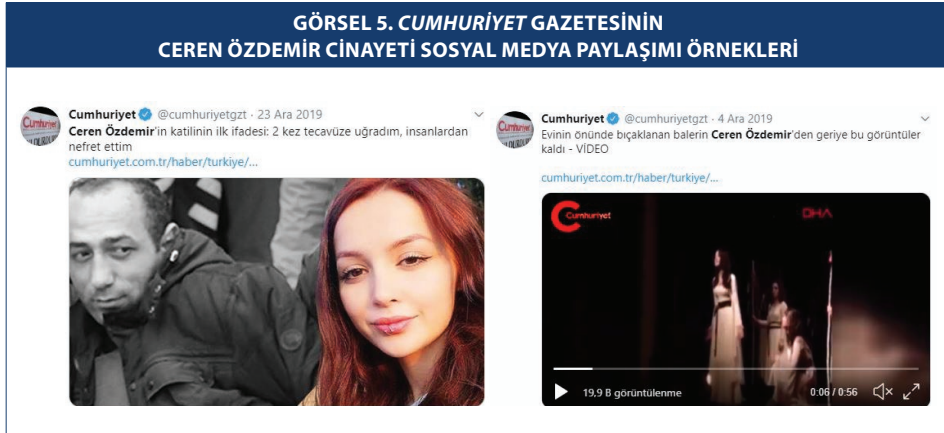 GÖRSEL 5. CUMHURİYET GAZETESİNİN
CEREN ÖZDEMİR CİNAYETİ SOSYAL MEDYA PAYLAŞIMI ÖRNEKLERİ
Cumhuriyet
Cumhuriyet @cumhuriyetgzt · 23 Ara 2019
Ceren Özdemir'in katilinin ilk ifadesi: 2 kez tecavüze uğradım, insanlardan
nefret ettim
cumhuriyet.com.tr/haber/turkiye/...
Cumhuriyet
Cumhuriyet @cumhuriyetgzt · 4 Ara 2019
Evinin önünde bıçaklanan balerin Ceren Özdemir'den geriye bu görüntüler
kaldı - VİDEO
cumhuriyet.com.tr/haber/turkiye/...
Cumhuriyet
DHA
19,9 B görüntülenme
0:06 / 0:56